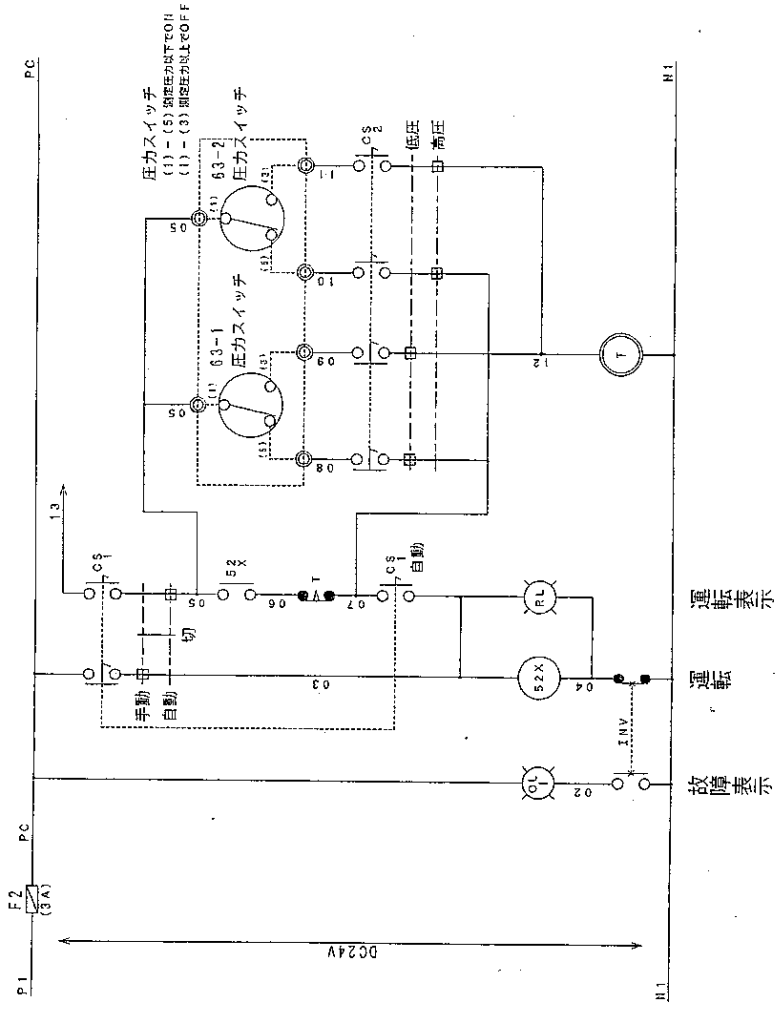 P1
F2
(3A)
PC
PC
DC24V
N1
N1
13
CS
1
手動
自動
切
05
52
X
06
T
07
CS
1
自動
03
52X
RL
04
OL
1
02
INV
故障表示
運転
運転表示
圧力スイッチ
(1)-(5) 測定圧力以下でON
(1)-(3) 測定圧力以上でOFF
63-1
圧力スイッチ
63-2
圧力スイッチ
05
05
(1)
(5)
(3)
(1)
(5)
(3)
08
09
10
11
CS
2
低圧
高圧
12
T